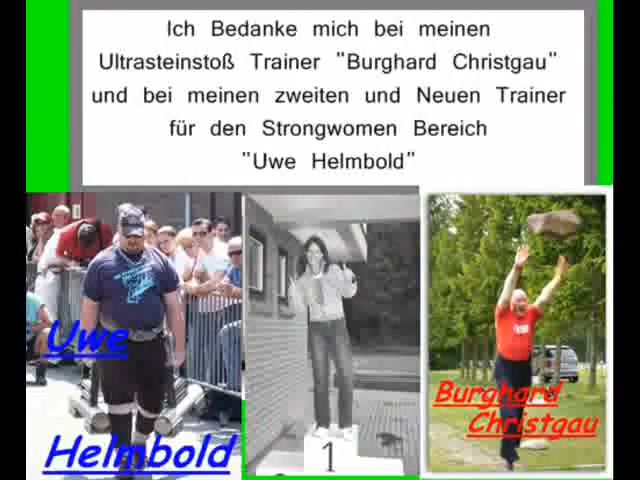 Ich Bedanke mich bei meinen
Ultrasteinstoß Trainer "Burghard Christgau"
und bei meinen zweiten und Neuen Trainer
für den Strongwomen Bereich
"Uwe Helmbold"
Uwe
Helmbold
1
Burghard
Christgau